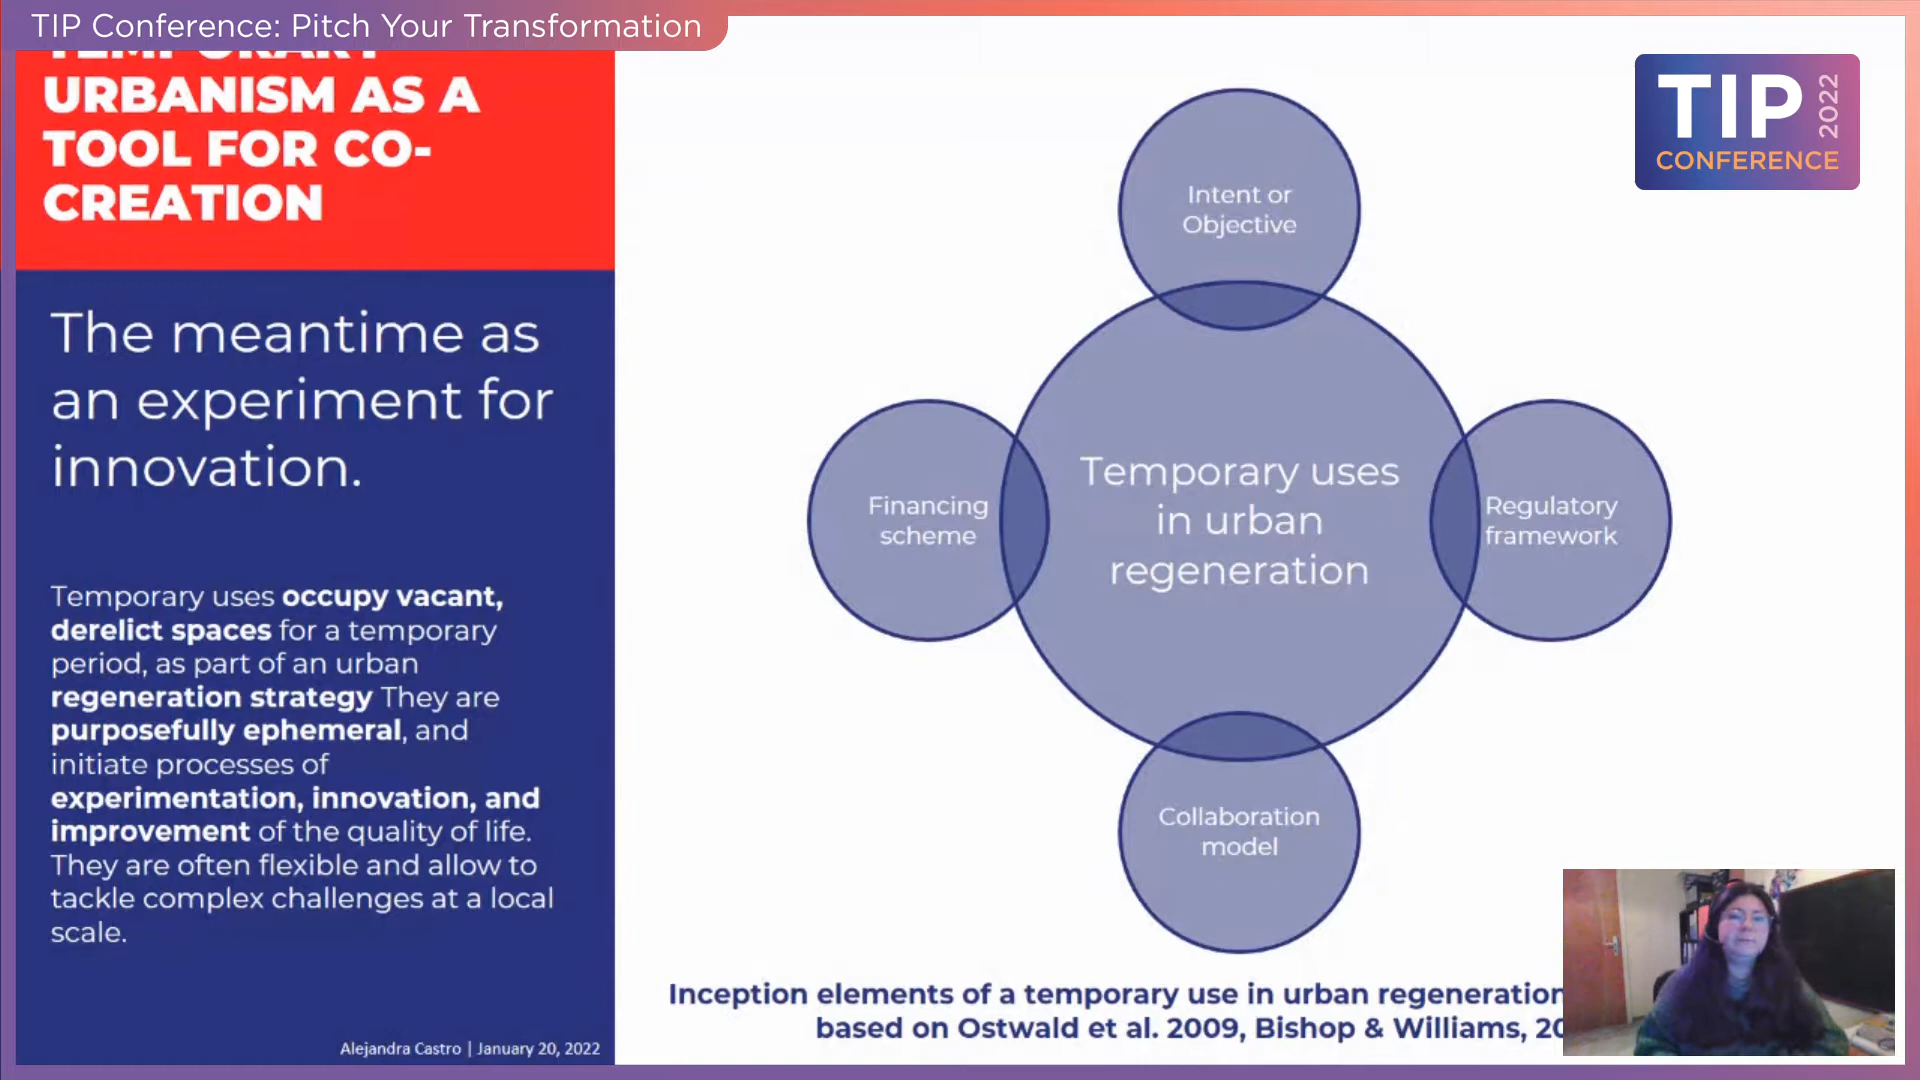 TIP Conference: Pitch Your Transformation
TEMPORARY
URBANISM AS A
TOOL FOR CO-
CREATION
The meantime as
an experiment for
innovation.
Temporary uses occupy vacant,
derelict spaces for a temporary
period, as part of an urban
regeneration strategy They are
purposefully ephemeral, and
initiate processes of
experimentation, innovation, and
improvement of the quality of life.
They are often flexible and allow to
tackle complex challenges at a local
scale.
Alejandra Castro | January 20, 2022
TIP 2022
CONFERENCE
Intent or
Objective
Financing
scheme
Temporary uses
in urban
regeneration
Regulatory
framework
Collaboration
model
Inception elements of a temporary use in urban regeneration
based on Ostwald et al. 2009, Bishop & Williams,